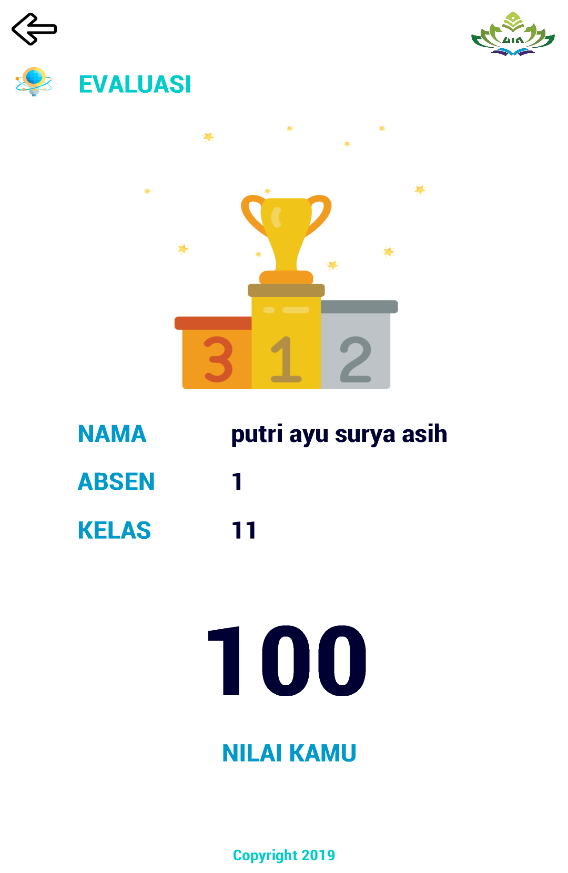 EVALUASI
3 1 2
NAMA putri ayu surya asih
ABSEN 1
KELAS 11
100
NILAI KAMU
Copyright 2019